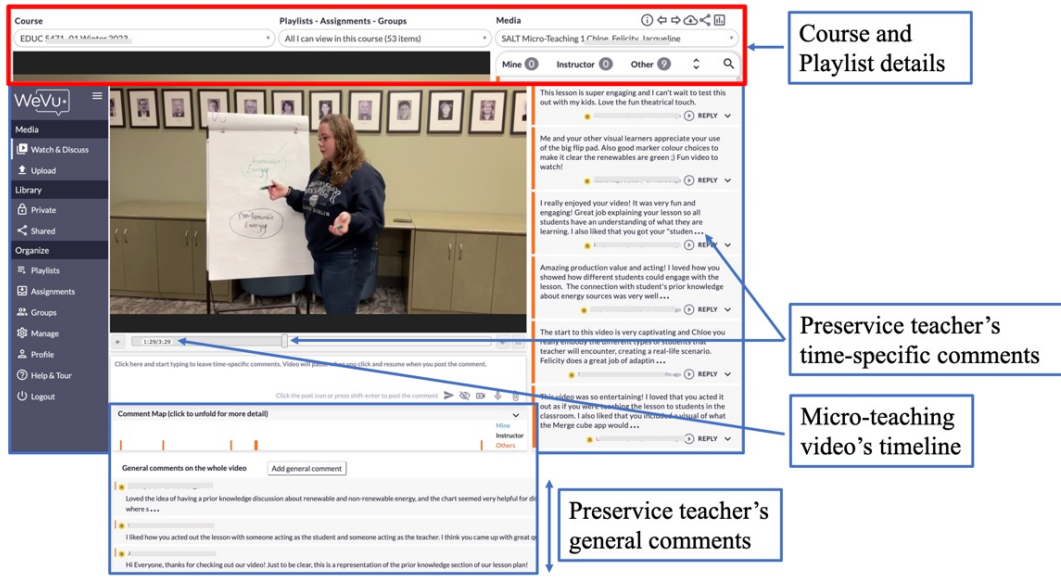 Course
Playlists - Assignments - Groups
Media
EDUC 5471 .01 Winter 2023
All I can view in this course (53 items)
SALT Micro-Teaching 1 Chloe, Felicity, Jacqueline
Mine 0 Instructor 0 Other 9
Course and
Playlist details
WeVu
Media
Watch & Discuss
Upload
Library
Private
Shared
Organize
Playlists
Assignments
Groups
Manage
Profile
Help & Tour
Logout
This lesson is super engaging and I can't wait to test this
out with my kids. Love the fun theatrical touch.
REPLY
Me and your other visual learners appreciate your use
of the big flip pad. Also good marker colour choices to
make it clear the renewables are green ;) Fun video to
watch!
REPLY
I really enjoyed your video! It was very fun and
engaging! Great job explaining your lesson so all
students have an understanding of what they are
learning. I also liked that you got your "studen ...
REPLY
Amazing production value and acting! I loved how you
showed how different students could engage with the
lesson. The connection with student's prior knowledge
about energy sources was very well ...
go REPLY
The start to this video is very captivating and Chloe you
really embody the different types of students that
teacher will encounter, creating a real-life scenario.
Felicity does a great job of adaptin ...
ago REPLY
This video was so entertaining! I loved that you acted it
out as if you were teaching the lesson to students in the
classroom. I also liked that you included a visual of what
the Merge cube app would ...
REPLY
Renewable
Energy
Non-renewable
Energy
1:29/3:29
Click here and start typing to leave time-specific comments. Video will pause when you click and resume when you post the comment.
Click the post icon or press shift-enter to post the comment
Comment Map (click to unfold for more detail)
Mine
Instructor
Others
General comments on the whole video
Add general comment
Loved the idea of having a prior knowledge discussion about renewable and non-renewable energy, and the chart seemed very helpful for di
where s...
I liked how you acted out the lesson with someone acting as the student and someone acting as the teacher. I think you came up with great q
Hi Everyone, thanks for checking out our video! Just to be clear, this is a representation of the prior knowledge section of our lesson plan!
Preservice teacher's
time-specific comments
Micro-teaching
video's timeline
Preservice teacher's
general comments